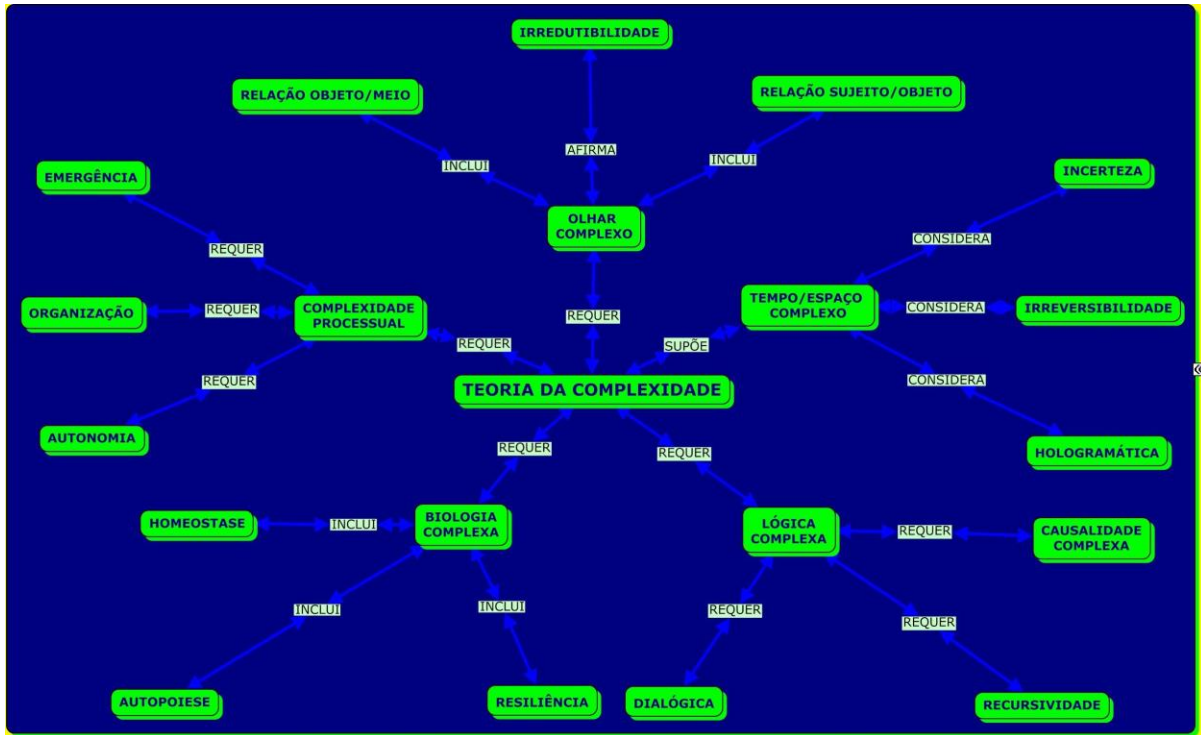 IRREDUTIBILIDADE
RELAÇÃO OBJETO/MEIO
RELAÇÃO SUJEITO/OBJETO
AFIRMA
INCLUI
INCLUI
EMERGÊNCIA
INCERTEZA
OLHAR
COMPLEXO
REQUER
CONSIDERA
ORGANIZAÇÃO
REQUER
COMPLEXIDADE
PROCESSUAL
TEMPO/ESPAÇO
COMPLEXO
CONSIDERA
IRREVERSIBILIDADE
REQUER
REQUER
SUPÕE
REQUER
CONSIDERA
TEORIA DA COMPLEXIDADE
AUTONOMIA
REQUER
REQUER
HOLOGRAMÁTICA
HOMEOSTASE
INCLUI
BIOLOGIA
COMPLEXA
LÓGICA
COMPLEXA
REQUER
CAUSALIDADE
COMPLEXA
INCLUI
INCLUI
REQUER
REQUER
AUTOPOIESE
RESILIÊNCIA
DIALÓGICA
RECURSIVIDADE